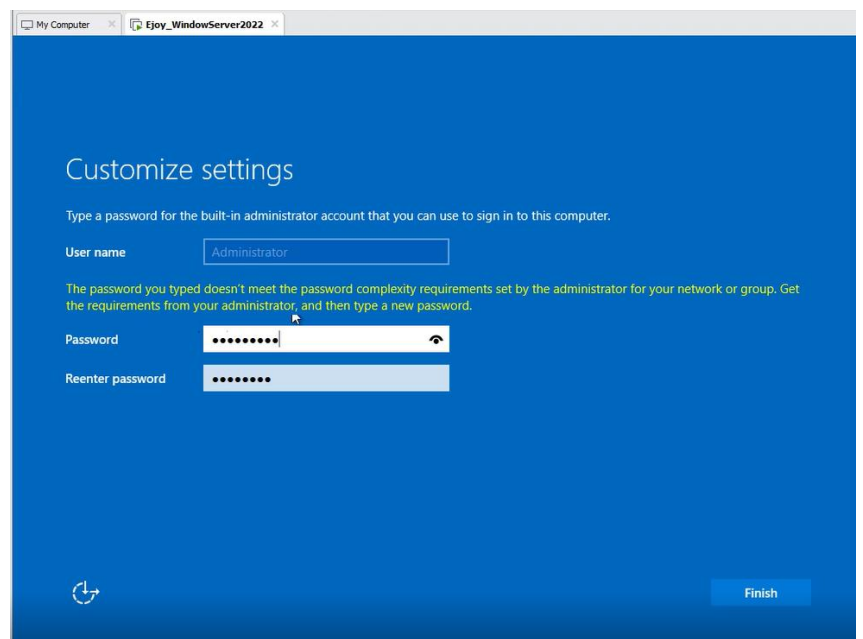 My Computer
Ejoy_WindowServer2022
Customize settings
Type a password for the built-in administrator account that you can use to sign in to this computer.
User name
Administrator
The password you typed doesn't meet the password complexity requirements set by the administrator for your network or group. Get
the requirements from your administrator, and then type a new password.
Password
•••••••••
Reenter password
••••••••
Finish